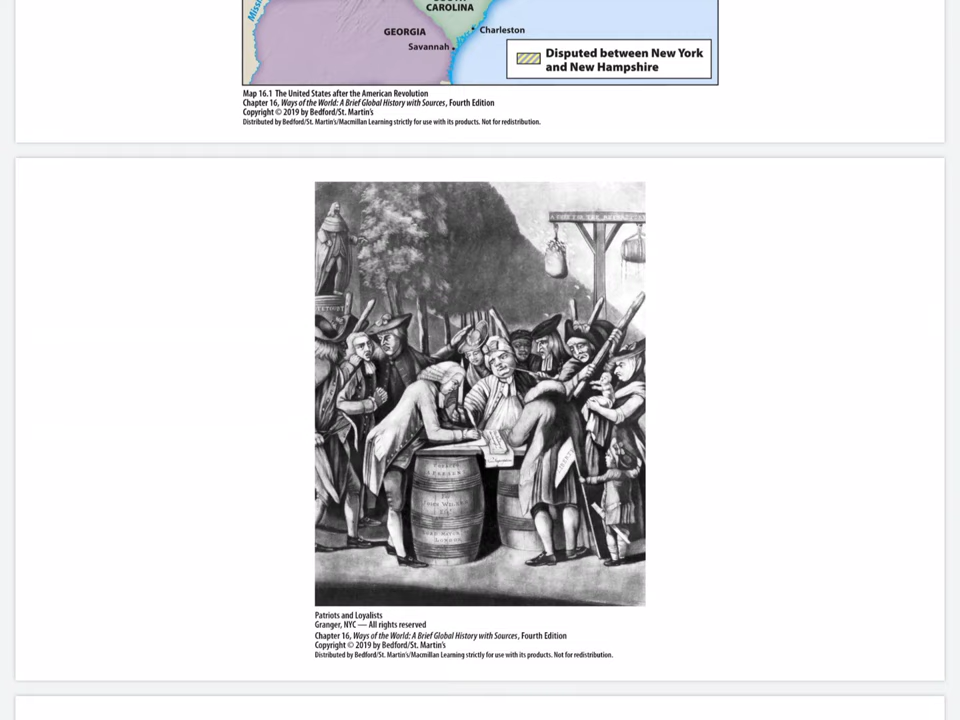 CAROLINA
GEORGIA
Charleston
Savannah
Disputed between New York
and New Hampshire
Map 16.1 The United States after the American Revolution
Chapter 16, Ways of the World: A Brief Global History with Sources, Fourth Edition
Copyright © 2019 by Bedford/St. Martin's
Distributed by Bedford/St. Martin's/Macmillan Learning strictly for use with its products. Not for redistribution.
Patriots and Loyalists
Granger, NYC — All rights reserved
Chapter 16, Ways of the World: A Brief Global History with Sources, Fourth Edition
Copyright © 2019 by Bedford/St. Martin's
Distributed by Bedford/St. Martin's/Macmillan Learning strictly for use with its products. Not for redistribution.